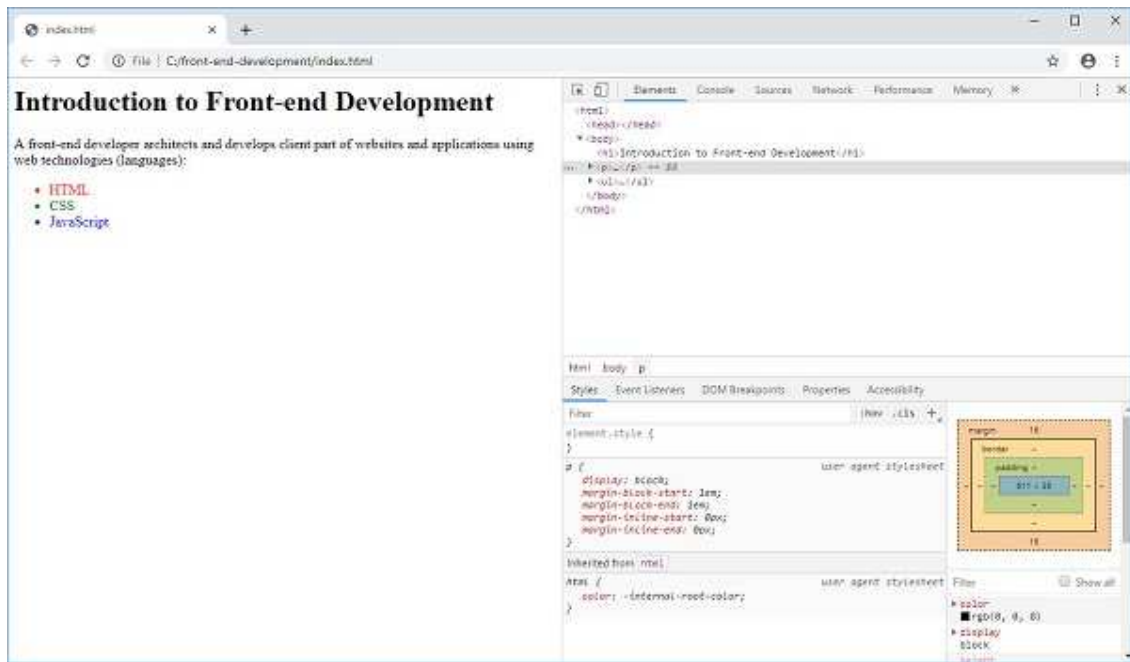 index.html
File | C:/front-end-development/index.html
Introduction to Front-end Development
A front-end developer architects and develops client part of websites and applications using
web technologies (languages):
• HTML
• CSS
• JavaScript
Elements Console Sources Network Performance Memory »
<html>
<head></head>
▼<body>
<h1>Introduction to Front-end Development</h1>
... ▶<p>…</p> == $0
▶<ul>…</ul>
</body>
</html>
html body p
Styles Event Listeners DOM Breakpoints Properties Accessibility
Filter :hov .cls +
element.style {
}
p { user agent stylesheet
display: block;
margin-block-start: 1em;
margin-block-end: 1em;
margin-inline-start: 0px;
margin-inline-end: 0px;
}
Inherited from html
html { user agent stylesheet
color: -internal-root-color;
}
margin 16
border -
padding -
- - - - - -
-
-
16
Filter Show all
▶ color
rgb(0, 0, 0)
▶ display
block